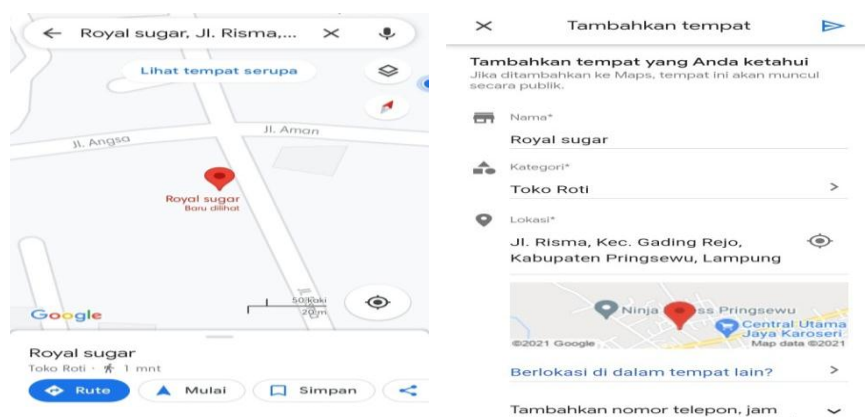 Royal sugar, Jl. Risma,...
Lihat tempat serupa
Jl. Angsa
Jl. Aman
Royal sugar
Baru dilihat
50 kaki
20 m
Google
Royal sugar
Toko Roti · 1 mnt
Rute
Mulai
Simpan
Tambahkan tempat
Tambahkan tempat yang Anda ketahui
Jika ditambahkan ke Maps, tempat ini akan muncul
secara publik.
Nama*
Royal sugar
Kategori*
Toko Roti
Lokasi*
Jl. Risma, Kec. Gading Rejo,
Kabupaten Pringsewu, Lampung
Ninja
ss Pringsewu
Central Utama
Jaya Karoseri
©2021 Google
Map data ©2021
Berlokasi di dalam tempat lain?
Tambahkan nomor telepon, jam